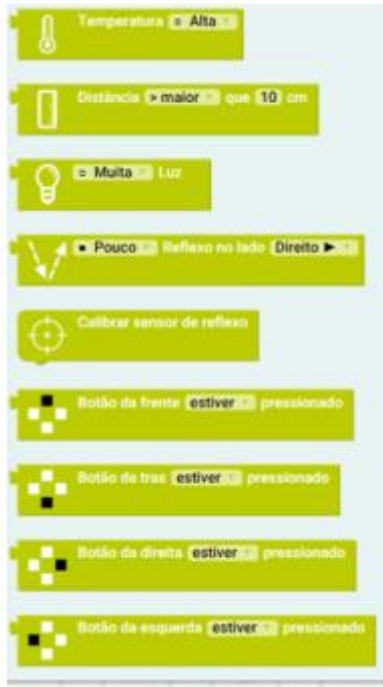 Temperatura ▫ Alta
Distância > maior que 10 cm
▫ Muita Luz
▪ Pouco Reflexo no lado Direito ►
Calibrar sensor de reflexo
Botão da frente estiver pressionado
Botão da tras estiver pressionado
Botão da direita estiver pressionado
Botão da esquerda estiver pressionado